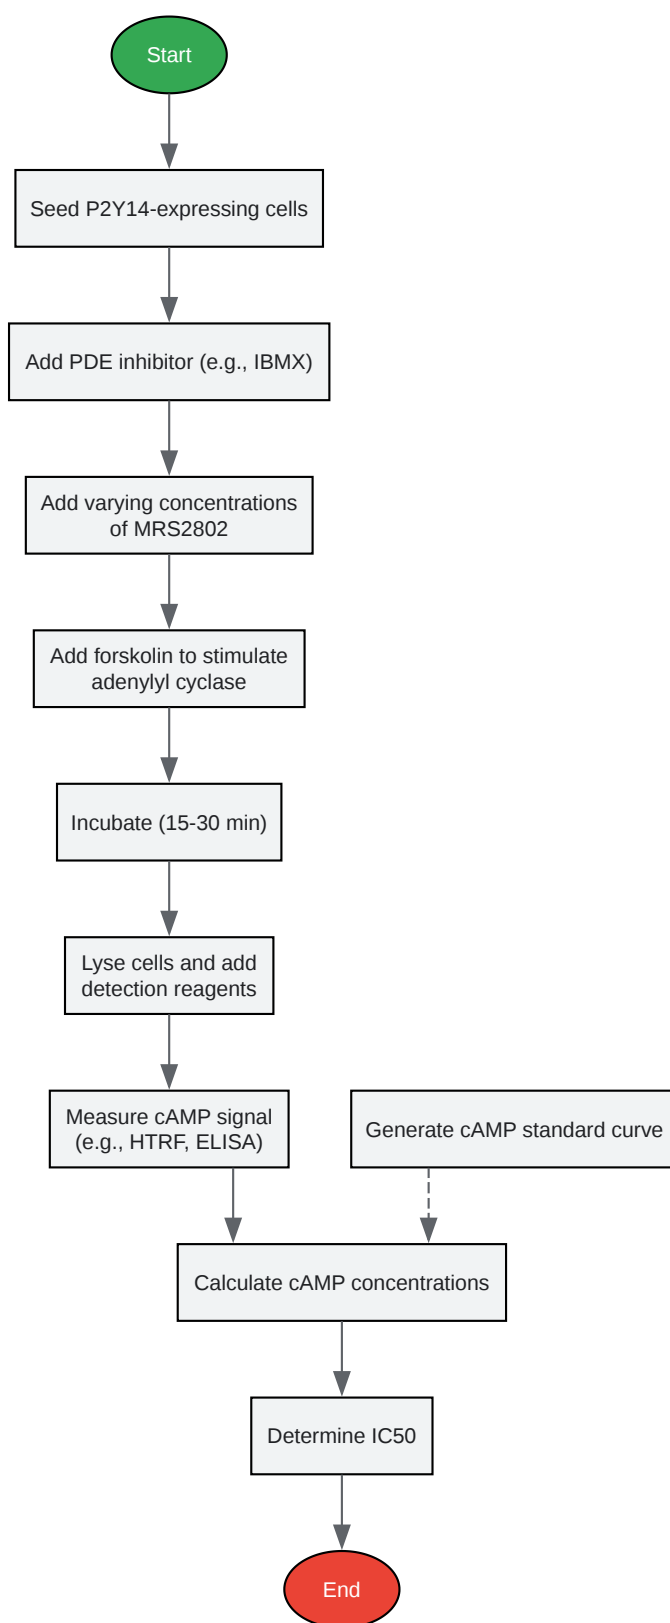 Start
Seed P2Y14-expressing cells
Add PDE inhibitor (e.g., IBMX)
Add varying concentrations
of MRS2802
Add forskolin to stimulate
adenylyl cyclase
Incubate (15-30 min)
Lyse cells and add
detection reagents
Measure cAMP signal
(e.g., HTRF, ELISA)
Generate cAMP standard curve
Calculate cAMP concentrations
Determine IC50
End